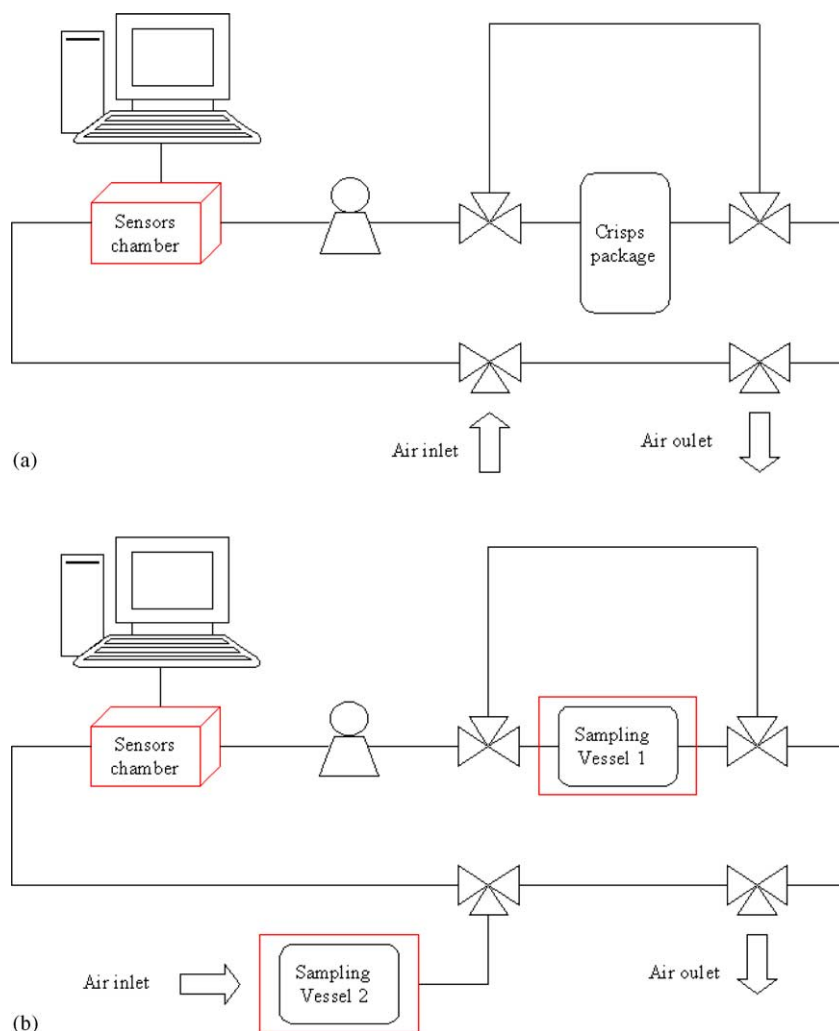 Sensors
chamber
Crisps
package
Air inlet
Air oulet
(a)
Sensors
chamber
Sampling
Vessel 1
Air inlet
Sampling
Vessel 2
Air oulet
(b)